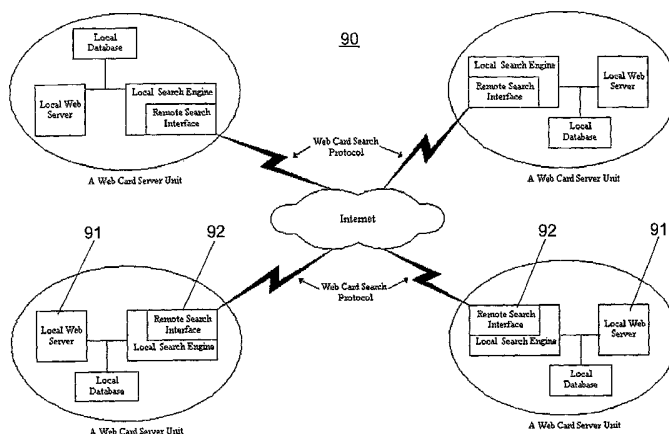 Local
Database
90
Local Search Engine
Remote Search
Interface
Local Web
Server
Local Web
Server
Local Search Engine
Remote Search
Interface
Local
Database
Web Card Search
Protocol
A Web Card Server Unit
A Web Card Server Unit
Internet
91
92
92
91
Web Card Search
Protocol
Local Web
Server
Remote Search
Interface
Local Search Engine
Local
Database
Remote Search
Interface
Local Search Engine
Local Web
Server
Local
Database
A Web Card Server Unit
A Web Card Server Unit